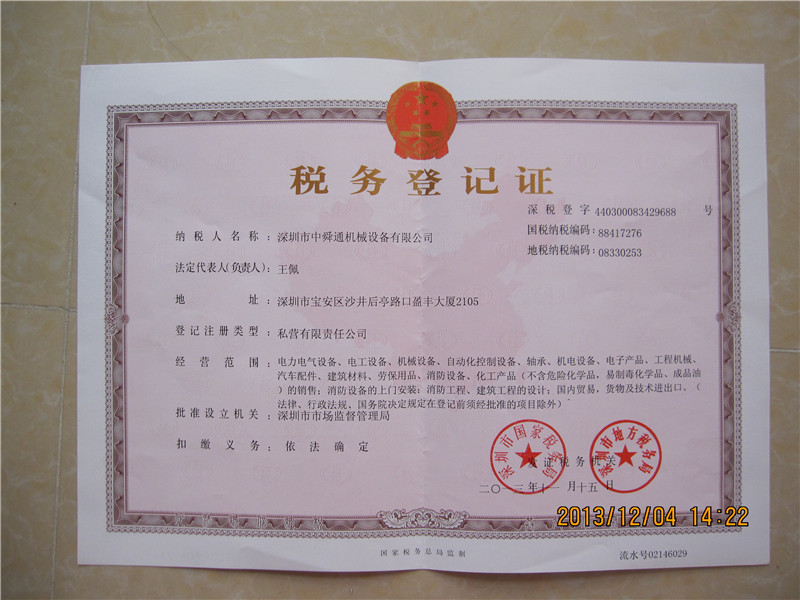 税务登记证
深税登字 440300083429688 号
国税纳税编码：88417276
地税纳税编码：08330253
纳税人名称：深圳市中舜通机械设备有限公司
法定代表人(负责人)：王佩
地址：深圳市宝安区沙井后亭路口盈丰大厦2105
登记注册类型：私营有限责任公司
经营范围：电力电气设备、电工设备、机械设备、自动化控制设备、轴承、机电设备、电子产品、工程机械、
汽车配件、建筑材料、劳保用品、消防设备、化工产品（不含危险化学品，易制毒化学品、成品油
）的销售；消防设备的上门安装；消防工程、建筑工程的设计；国内贸易，货物及技术进出口。（
法律、行政法规、国务院决定规定在登记前须经批准的项目除外）
批准设立机关：深圳市市场监督管理局
扣缴义务：依法确定
深圳市国家税务局
深圳市地方税务局
发证税务机关
二〇一三年十一月十五日
2013/12/04 14:22
国家税务总局监制
流水号02146029